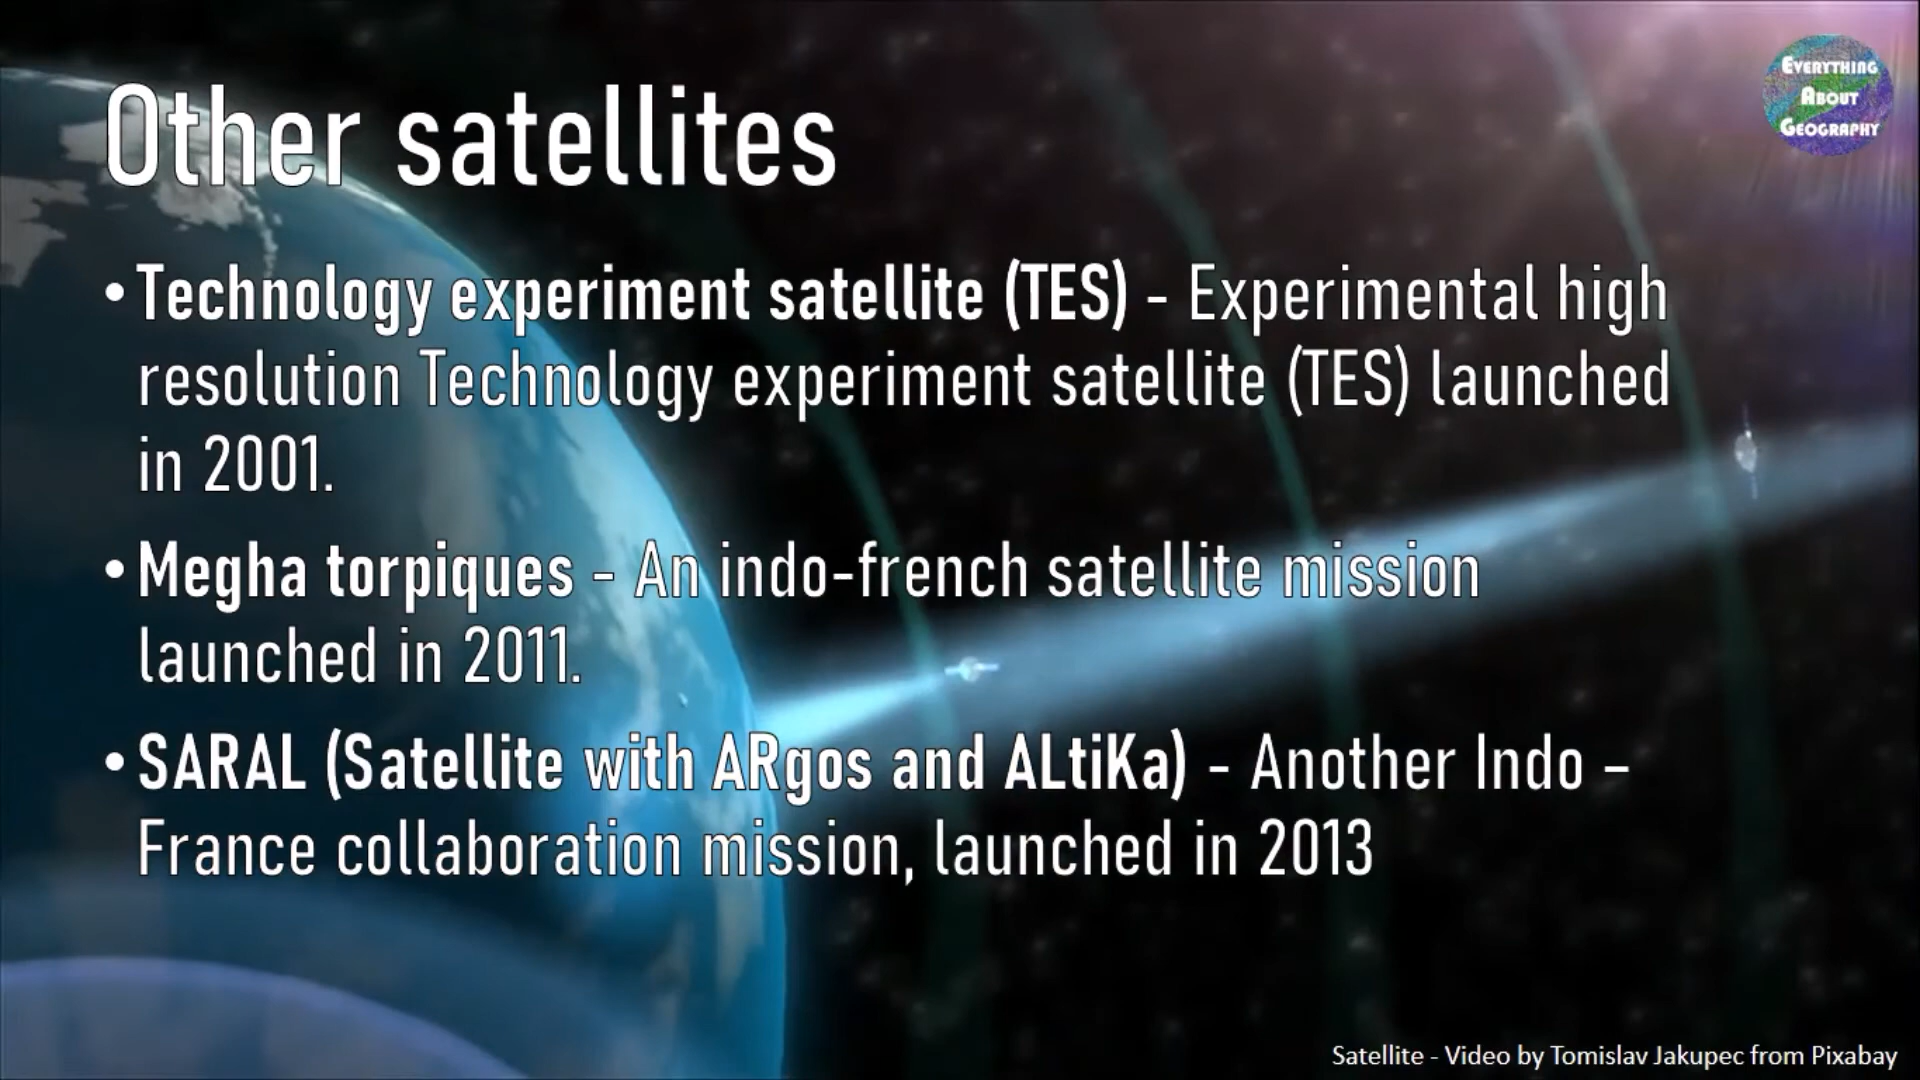 EVERYTHING
ABOUT
GEOGRAPHY
Other satellites
• Technology experiment satellite (TES) - Experimental high
resolution Technology experiment satellite (TES) launched
in 2001.
• Megha torpiques - An indo-french satellite mission
launched in 2011.
• SARAL (Satellite with ARgos and ALtiKa) - Another Indo –
France collaboration mission, launched in 2013
Satellite - Video by Tomislav Jakupec from Pixabay